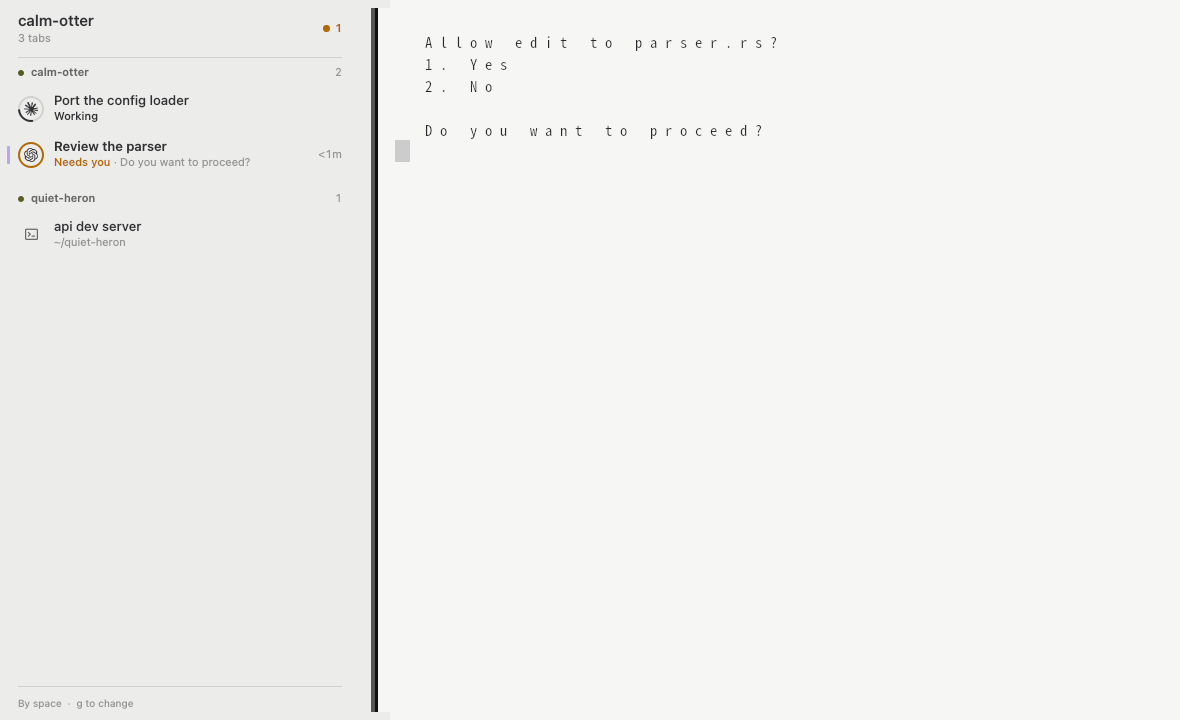 calm-otter
1
3 tabs
calm-otter 2
Port the config loader
Working
Review the parser
Needs you · Do you want to proceed? <1m
quiet-heron 1
api dev server
~/quiet-heron
By space · g to change
Allow edit to parser.rs?
1. Yes
2. No
Do you want to proceed?